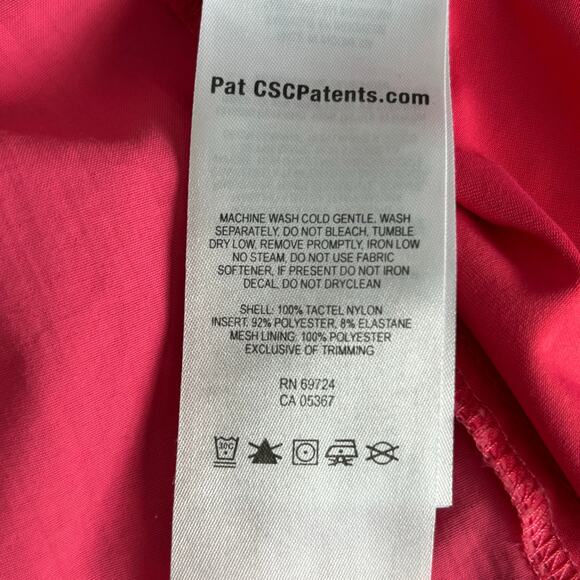 Pat CSCPatents.com
MACHINE WASH COLD GENTLE, WASH
SEPARATELY, DO NOT BLEACH, TUMBLE
DRY LOW, REMOVE PROMPTLY, IRON LOW
NO STEAM, DO NOT USE FABRIC
SOFTENER, IF PRESENT DO NOT IRON
DECAL, DO NOT DRYCLEAN
SHELL: 100% TACTEL NYLON
INSERT: 92% POLYESTER, 8% ELASTANE
MESH LINING: 100% POLYESTER
EXCLUSIVE OF TRIMMING
RN 69724
CA 05367
30C